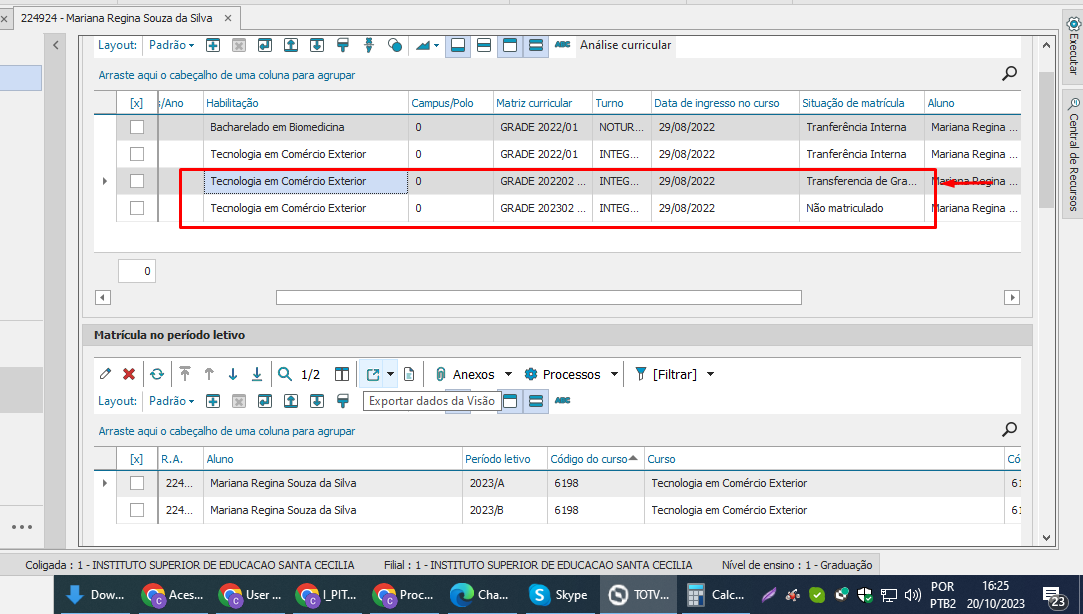 224924 - Mariana Regina Souza da Silva
Layout: Padrão Análise curricular
Arraste aqui o cabeçalho de uma coluna para agrupar
[x] /Ano Habilitação Campus/Polo Matriz curricular Turno Data de ingresso no curso Situação de matrícula Aluno
Bacharelado em Biomedicina 0 GRADE 2022/01 NOTUR... 29/08/2022 Tranferência Interna Mariana Regina ...
Tecnologia em Comércio Exterior 0 GRADE 2022/01 INTEG... 29/08/2022 Tranferência Interna Mariana Regina ...
Tecnologia em Comércio Exterior 0 GRADE 202202 ... INTEG... 29/08/2022 Transferencia de Gra... Mariana Regina ...
Tecnologia em Comércio Exterior 0 GRADE 202302 ... INTEG... 29/08/2022 Não matriculado Mariana Regina ...
0
Matrícula no período letivo
1/2 Anexos Processos [Filtrar]
Layout: Padrão Exportar dados da Visão
Arraste aqui o cabeçalho de uma coluna para agrupar
[x] R.A. Aluno Período letivo Código do curso Curso Có
224... Mariana Regina Souza da Silva 2023/A 6198 Tecnologia em Comércio Exterior 61
224... Mariana Regina Souza da Silva 2023/B 6198 Tecnologia em Comércio Exterior 61
Executar
Central de Recursos
Coligada : 1 - INSTITUTO SUPERIOR DE EDUCACAO SANTA CECILIA Filial : 1 - INSTITUTO SUPERIOR DE EDUCACAO SANTA CECILIA Nível de ensino : 1 - Graduação
Dow... Aces... User ... I_PIT... Proc... Cha... Skype TOTV... Calc... POR PTB2 16:25 20/10/2023 23